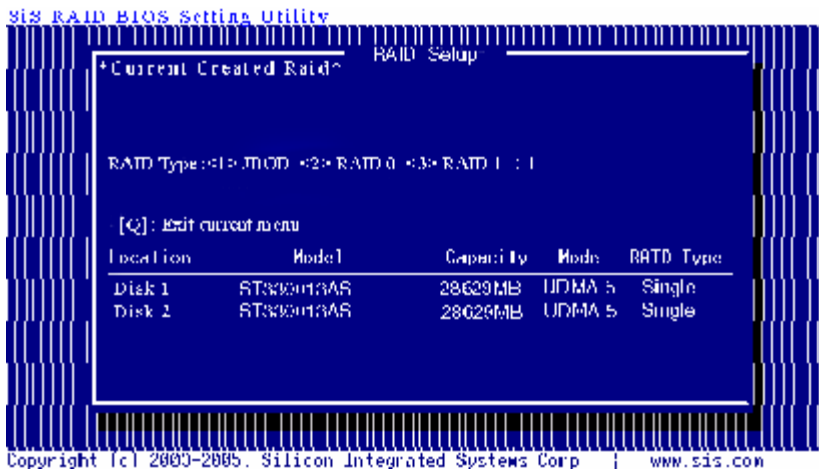 SiS RAID BIOS Setting Utility
RAID Setup
*Current Created Raid^
RAID Type :<1> JBOD <2> RAID 0 <3> RAID 1 : 1
[Q] : Exit current menu
Location Model Capacity Mode RAID Type
Disk 1 28629MB UDMA 5 Single
Disk 2 28629MB UDMA 5 Single
Copyright (c) 2003-2005. Silicon Integrated Systems Corp | www.sis.com